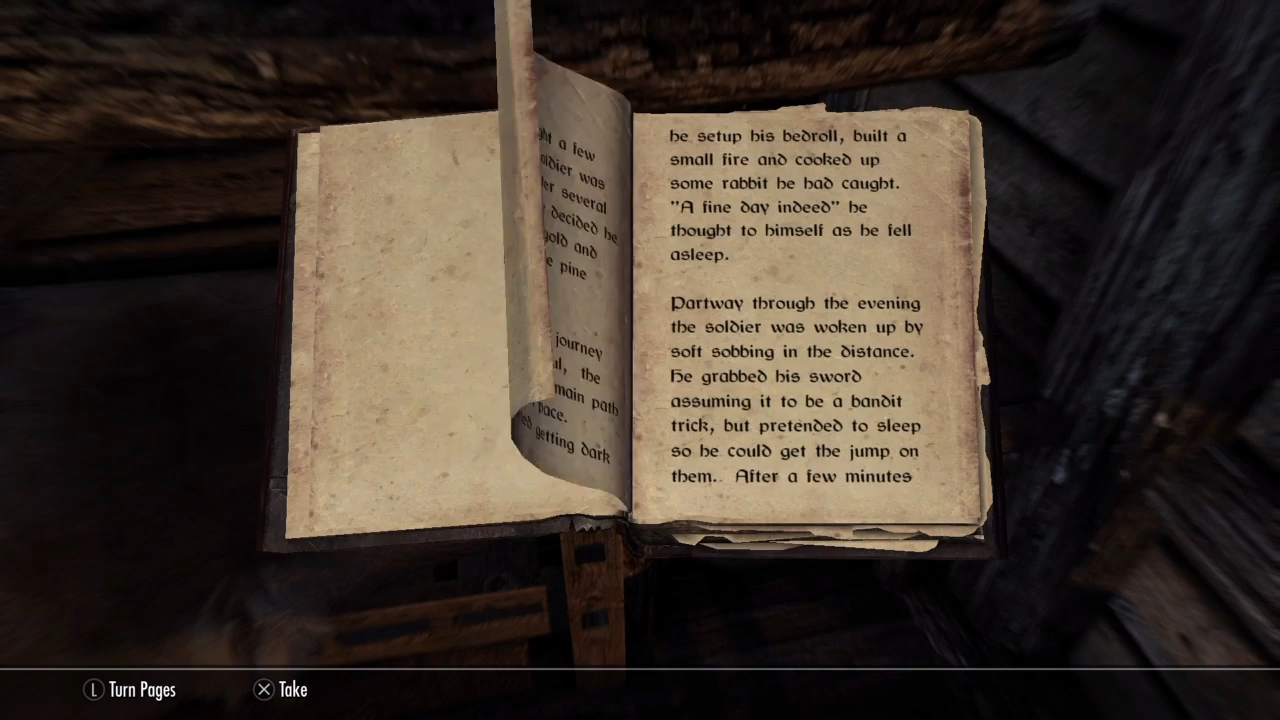 a few
was
several
decided he
and
pine
journey
the
main path
getting dark
he setup his bedroll, built a
small fire and cooked up
some rabbit he had caught.
"A fine day indeed" he
thought to himself as he fell
asleep.
Partway through the evening
the soldier was woken up by
soft sobbing in the distance.
He grabbed his sword
assuming it to be a bandit
trick, but pretended to sleep
so he could get the jump on
them.  After a few minutes
L Turn Pages
X Take